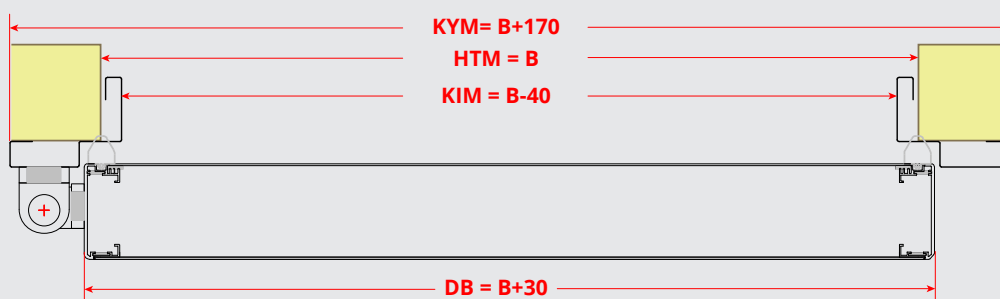 KYM= B+170
HTM = B
KIM = B-40
DB = B+30